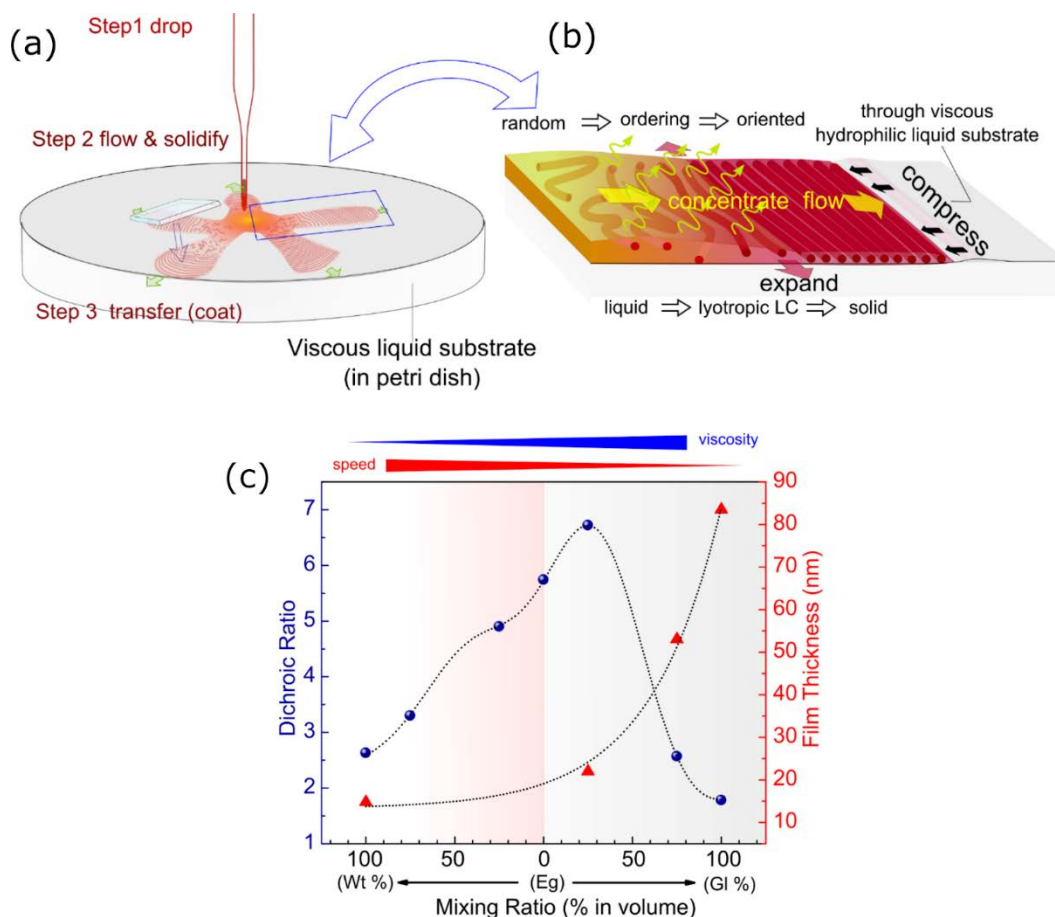 (a)
Step1 drop
Step 2 flow & solidify
Step 3 transfer (coat)
Viscous liquid substrate
(in petri dish)
(b)
random ⇒ ordering ⇒ oriented
through viscous
hydrophilic liquid substrate
concentrate flow
compress
expand
liquid ⇒ lyotropic LC ⇒ solid
(c)
viscosity
speed
Dichroic Ratio
7
6
5
4
3
2
1
Film Thickness (nm)
90
80
70
60
50
40
30
20
10
100 50 0 50 100
(Wt %) (Eg) (Gl %)
Mixing Ratio (% in volume)